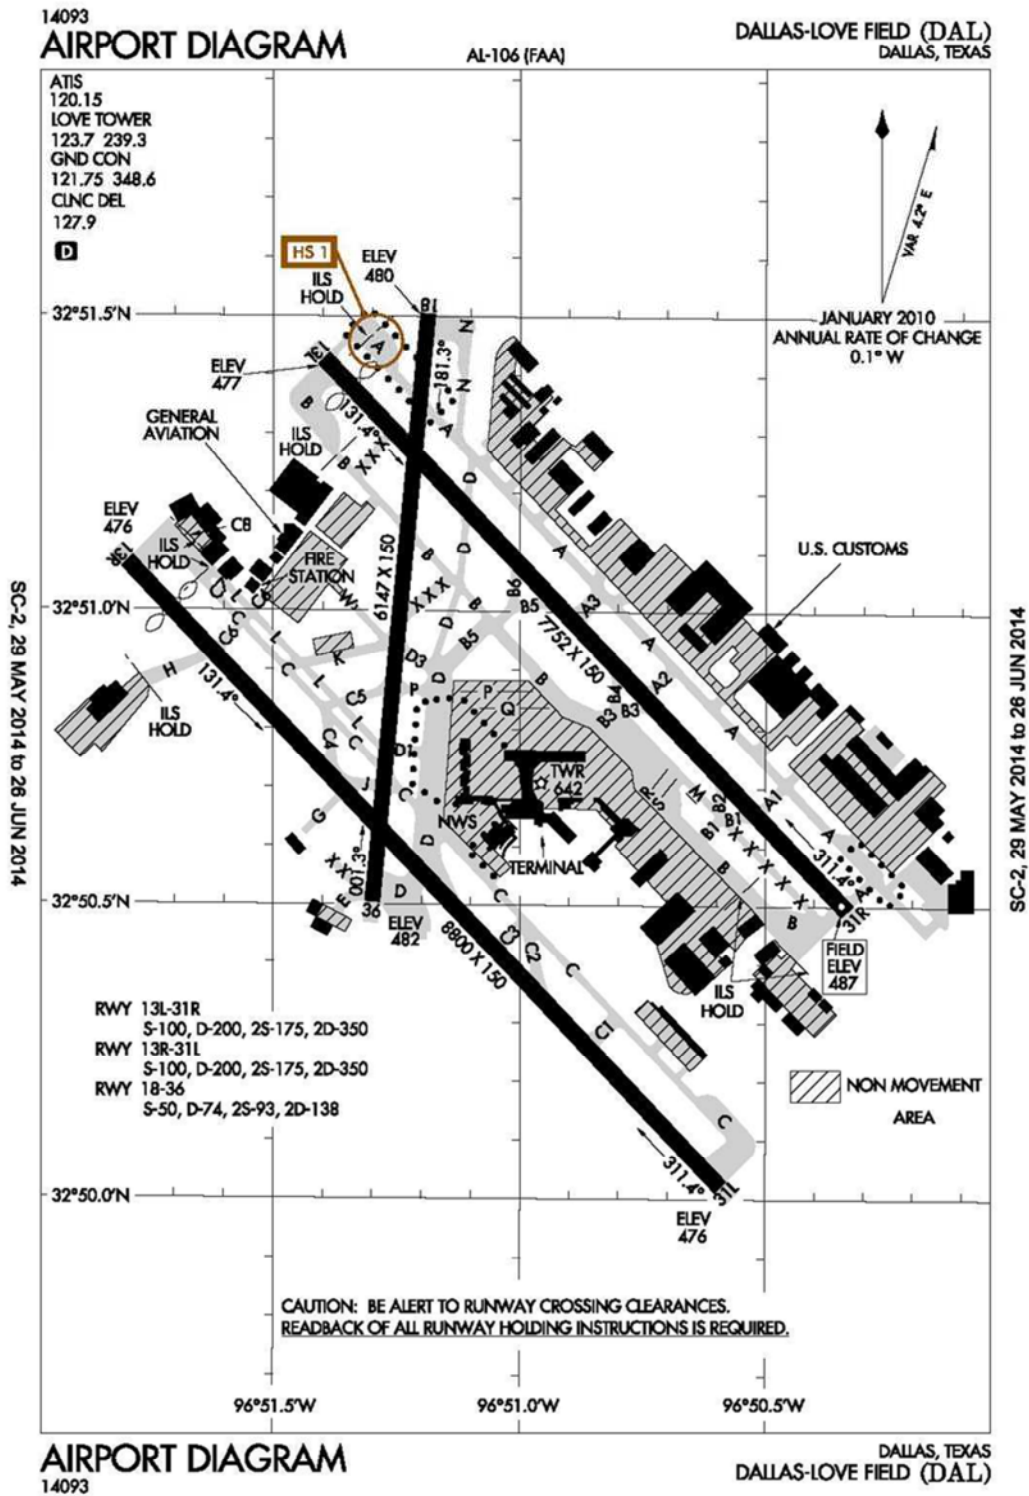 14093
AIRPORT DIAGRAM
AL-106 (FAA)
DALLAS-LOVE FIELD (DAL)
DALLAS, TEXAS
ATIS
120.15
LOVE TOWER
123.7 239.3
GND CON
121.75 348.6
CLNC DEL
127.9
D
VAR 4.2° E
JANUARY 2010
ANNUAL RATE OF CHANGE
0.1° W
HS 1
ILS
HOLD
ELEV
480
18
32°51.5'N
13L
A
N
181.3°
ELEV
477
N
B
131.4°
A
GENERAL
AVIATION
ILS
HOLD
B
X X X
D
ELEV
476
C8
13R
ILS
HOLD
FIRE
STATION
6147 X 150
B
D
A
U.S. CUSTOMS
C
L
C6
W
X X X
B6
32°51.0'N
C
B
B5
A3
C6
L
D
B5
7752 X 150
A
H
C
K
D3
131.4°
L
C5
P
D
P
B
B4
A2
ILS
HOLD
L
Q
B3
B3
C4
C
D1
A
TWR
642
J
C
R
S
M
B2
A1
G
NWS
B1
B1
A
D
TERMINAL
X X X X X
311.4°
X X
001.3°
B
A
E
36
D
C
32°50.5'N
ELEV
482
8800 X 150
C3
C2
C
B
31R
FIELD
ELEV
487
ILS
HOLD
C1
RWY 13L-31R
S-100, D-200, 2S-175, 2D-350
RWY 13R-31L
S-100, D-200, 2S-175, 2D-350
RWY 18-36
S-50, D-74, 2S-93, 2D-138
NON MOVEMENT
AREA
C
311.4°
31L
32°50.0'N
ELEV
476
CAUTION: BE ALERT TO RUNWAY CROSSING CLEARANCES.
READBACK OF ALL RUNWAY HOLDING INSTRUCTIONS IS REQUIRED.
96°51.5'W
96°51.0'W
96°50.5'W
SC-2, 29 MAY 2014 to 26 JUN 2014
SC-2, 29 MAY 2014 to 26 JUN 2014
AIRPORT DIAGRAM
14093
DALLAS, TEXAS
DALLAS-LOVE FIELD (DAL)